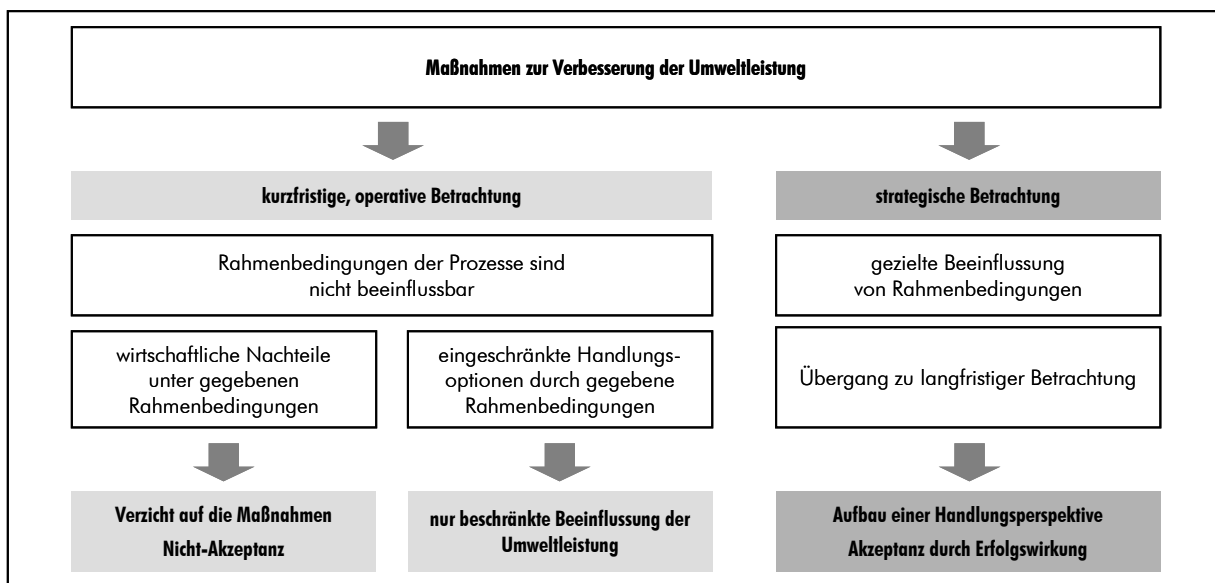 Maßnahmen zur Verbesserung der Umweltleistung
kurzfristige, operative Betrachtung
strategische Betrachtung
Rahmenbedingungen der Prozesse sind
nicht beeinflussbar
gezielte Beeinflussung
von Rahmenbedingungen
wirtschaftliche Nachteile
unter gegebenen
Rahmenbedingungen
eingeschränkte Handlungs-
optionen durch gegebene
Rahmenbedingungen
Übergang zu langfristiger Betrachtung
Verzicht auf die Maßnahmen
Nicht-Akzeptanz
nur beschränkte Beeinflussung der
Umweltleistung
Aufbau einer Handlungsperspektive
Akzeptanz durch Erfolgswirkung